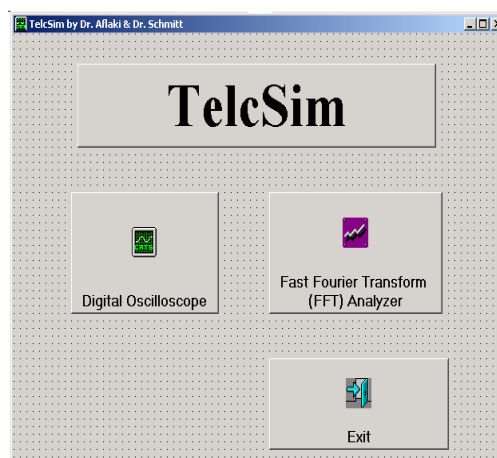 TelcSim by Dr. Aflaki & Dr. Schmitt
TelcSim
Digital Oscilloscope
Fast Fourier Transform
(FFT) Analyzer
Exit